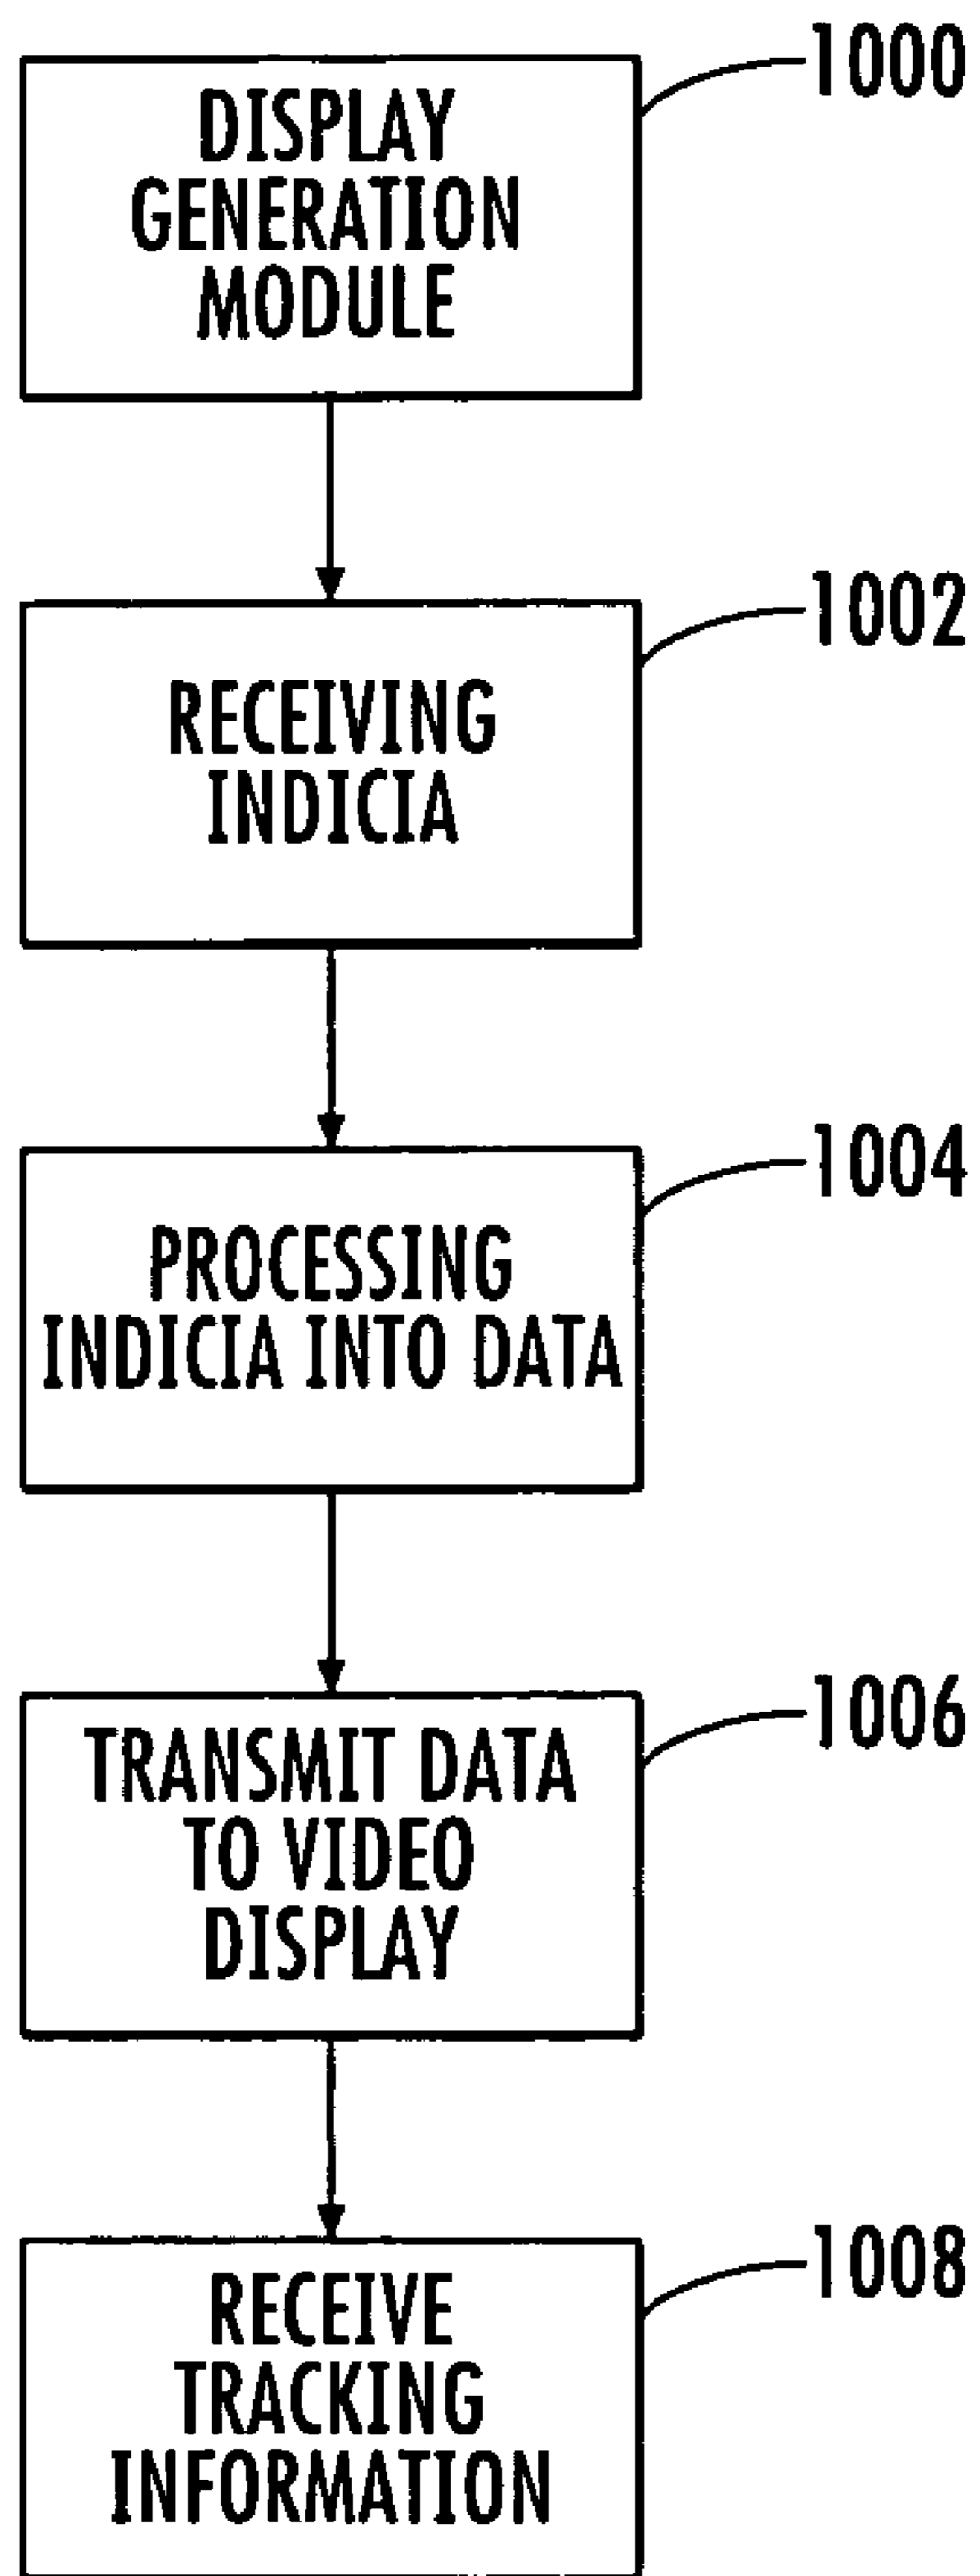 1000
DISPLAY
GENERATION
MODULE
1002
RECEIVING
INDICIA
1004
PROCESSING
INDICIA INTO DATA
1006
TRANSMIT DATA
TO VIDEO
DISPLAY
1008
RECEIVE
TRACKING
INFORMATION